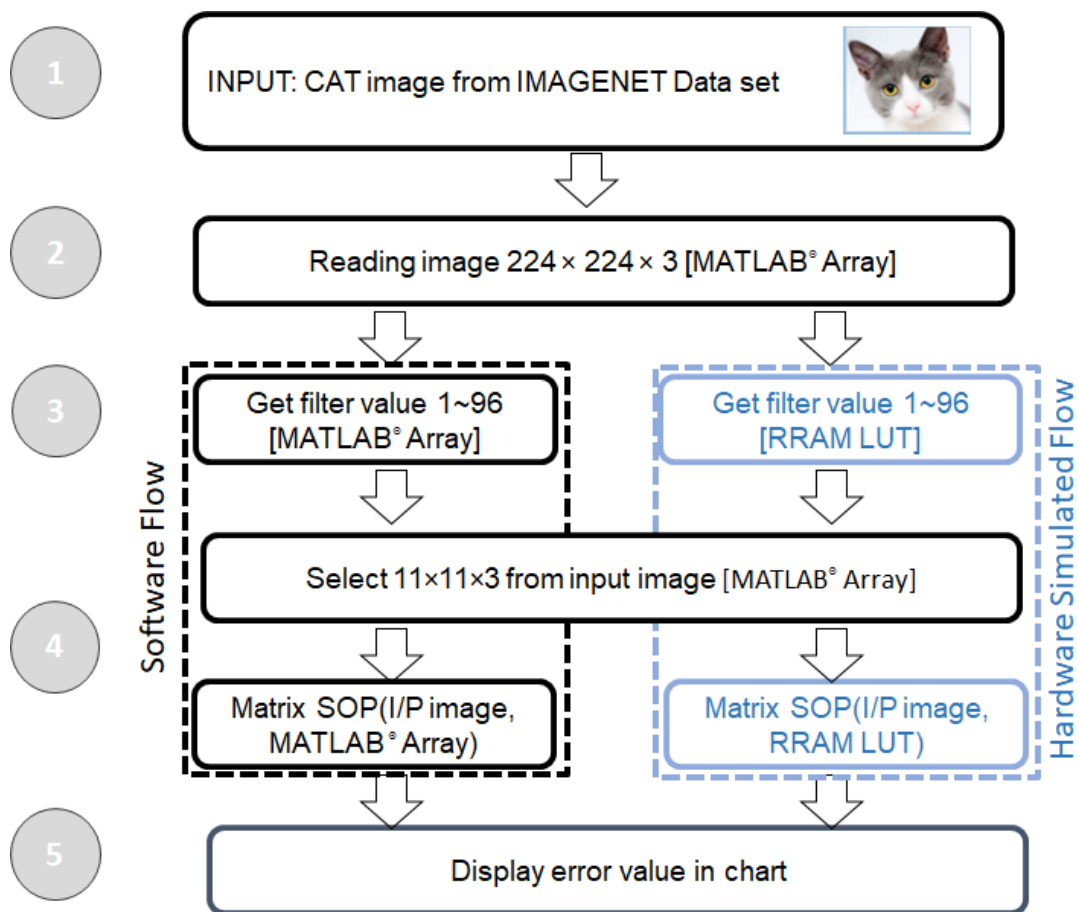 1
INPUT: CAT image from IMAGENET Data set
2
Reading image 224 × 224 × 3 [MATLAB® Array]
3
Software Flow
Get filter value 1~96
[MATLAB® Array]
Get filter value 1~96
[RRAM LUT]
Hardware Simulated Flow
Select 11×11×3 from input image [MATLAB® Array]
4
Matrix SOP(I/P image,
MATLAB® Array)
Matrix SOP(I/P image,
RRAM LUT)
5
Display error value in chart